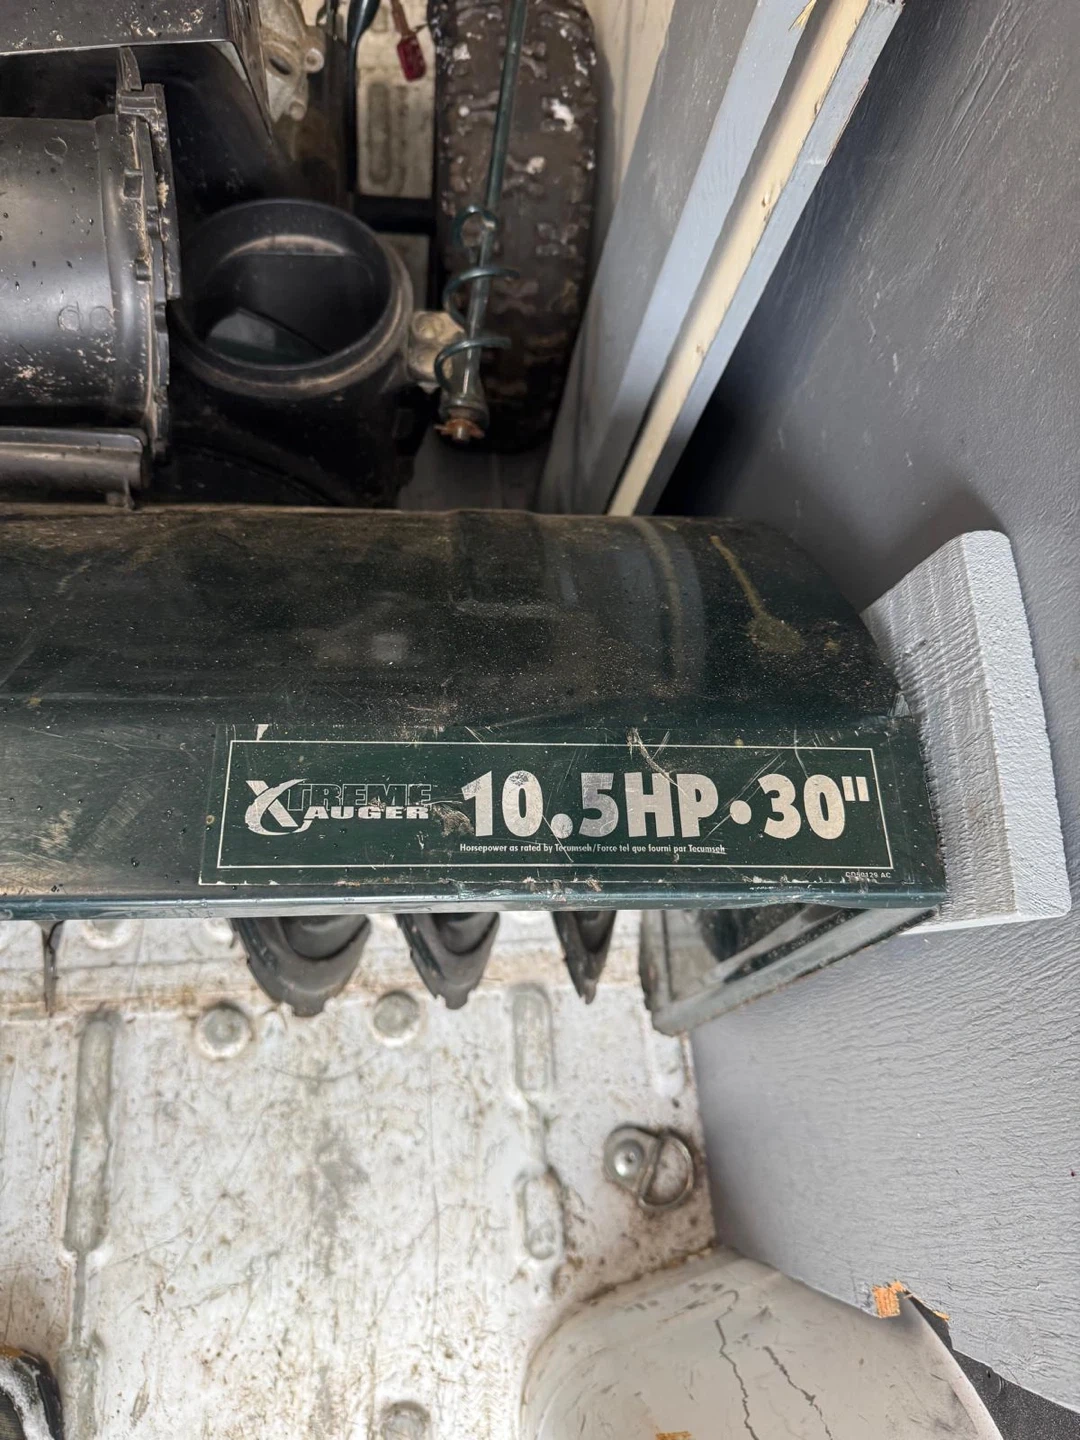 XTREME
AUGER
10.5HP•30"
Horsepower as rated by Tecumseh/Force tel que fourni par Tecumseh